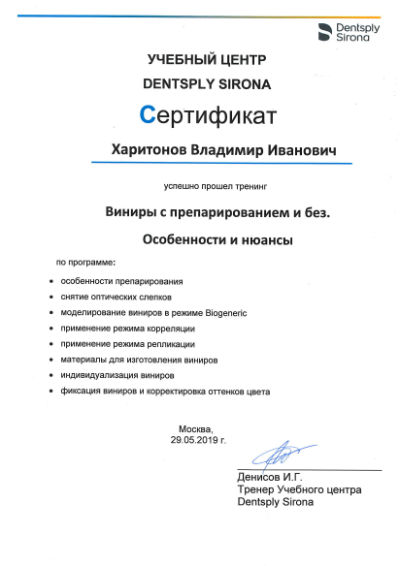 Dentsply
Sirona
УЧЕБНЫЙ ЦЕНТР
DENTSPLY SIRONA
Сертификат
Харитонов Владимир Иванович
успешно прошел тренинг
Виниры с препарированием и без.
Особенности и нюансы
по программе:
• особенности препарирования
• снятие оптических слепков
• моделирование виниров в режиме Biogeneric
• применение режима корреляции
• применение режима репликации
• материалы для изготовления виниров
• индивидуализация виниров
• фиксация виниров и корректировка оттенков цвета
Москва,
29.05.2019 г.
Денисов И.Г.
Тренер Учебного центра
Dentsply Sirona